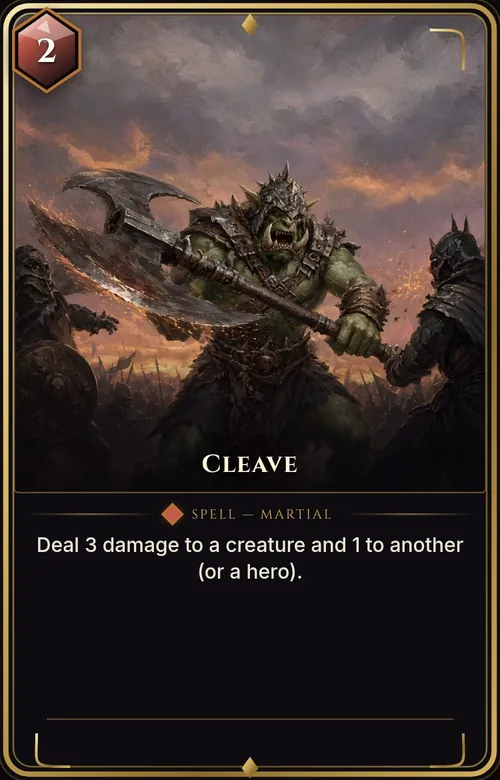 2
Cleave
SPELL — MARTIAL
Deal 3 damage to a creature and 1 to another
(or a hero).